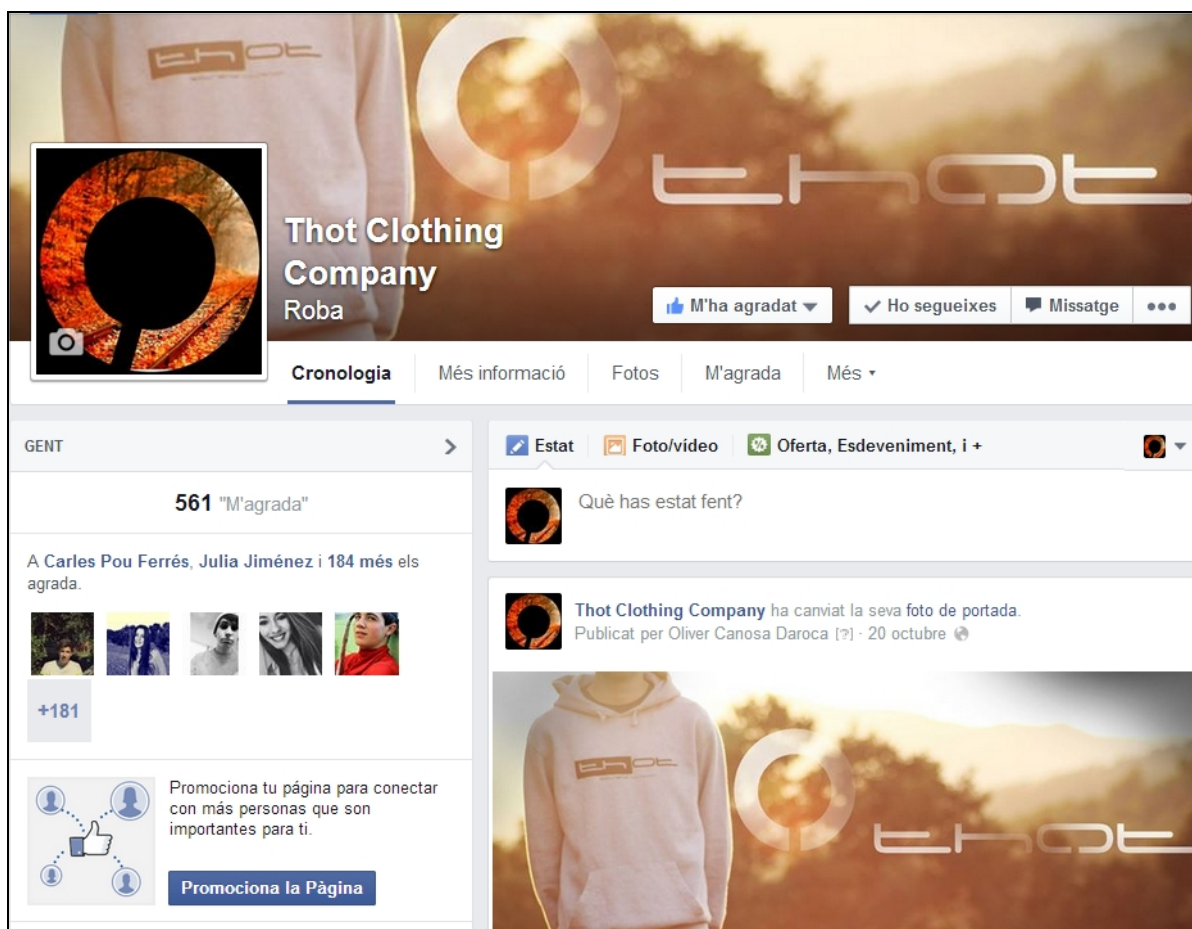 thot
thot
Thot Clothing
Company
Roba
M'ha agradat
Ho segueixes
Missatge
Cronologia
Més informació
Fotos
M'agrada
Més
GENT
561 "M'agrada"
A Carles Pou Ferrés, Julia Jiménez i 184 més els
agrada.
+181
Promociona tu página para conectar
con más personas que son
importantes para ti.
Promociona la Pàgina
Estat
Foto/vídeo
Oferta, Esdeveniment, i +
Què has estat fent?
Thot Clothing Company ha canviat la seva foto de portada.
Publicat per Oliver Canosa Daroca [?] · 20 octubre
thot
thot